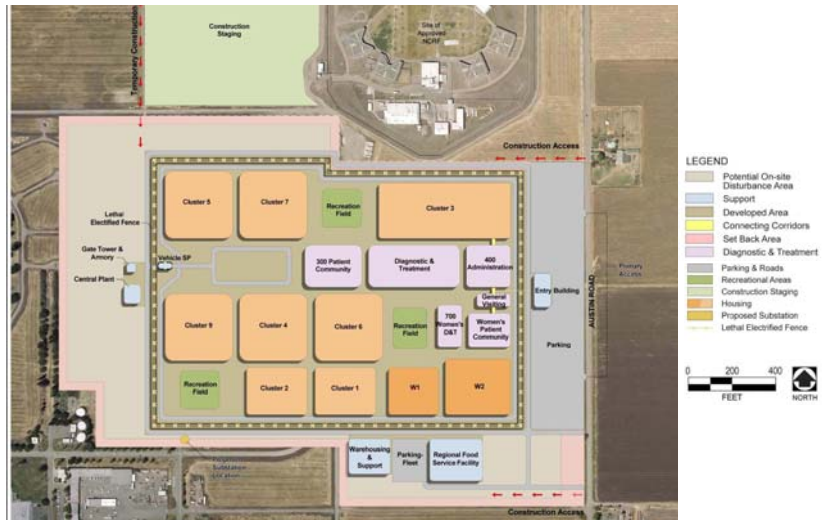 Construction
Staging
Site of
Approved
NCRF
Temporary Construction
Construction Access
Cluster 5
Cluster 7
Recreation
Field
Cluster 3
Lethal
Electrified Fence
Gate Tower &
Armory
Vehicle SP
Central Plant
300 Patient
Community
Diagnostic &
Treatment
400
Administration
General
Visiting
Entry Building
Primary
Access
AUSTIN ROAD
Cluster 9
Cluster 4
Cluster 6
Recreation
Field
700
Women's
D&T
Women's
Patient
Community
Parking
Recreation
Field
Cluster 2
Cluster 1
W1
W2
Substation
Location
Warehousing
&
Support
Parking-
Fleet
Regional Food
Service Facility
Construction Access
LEGEND
Potential On-site
Disturbance Area
Support
Developed Area
Connecting Corridors
Set Back Area
Diagnostic & Treatment
Parking & Roads
Recreational Areas
Construction Staging
Housing
Proposed Substation
Lethal Electrified Fence
0 200 400
FEET
NORTH